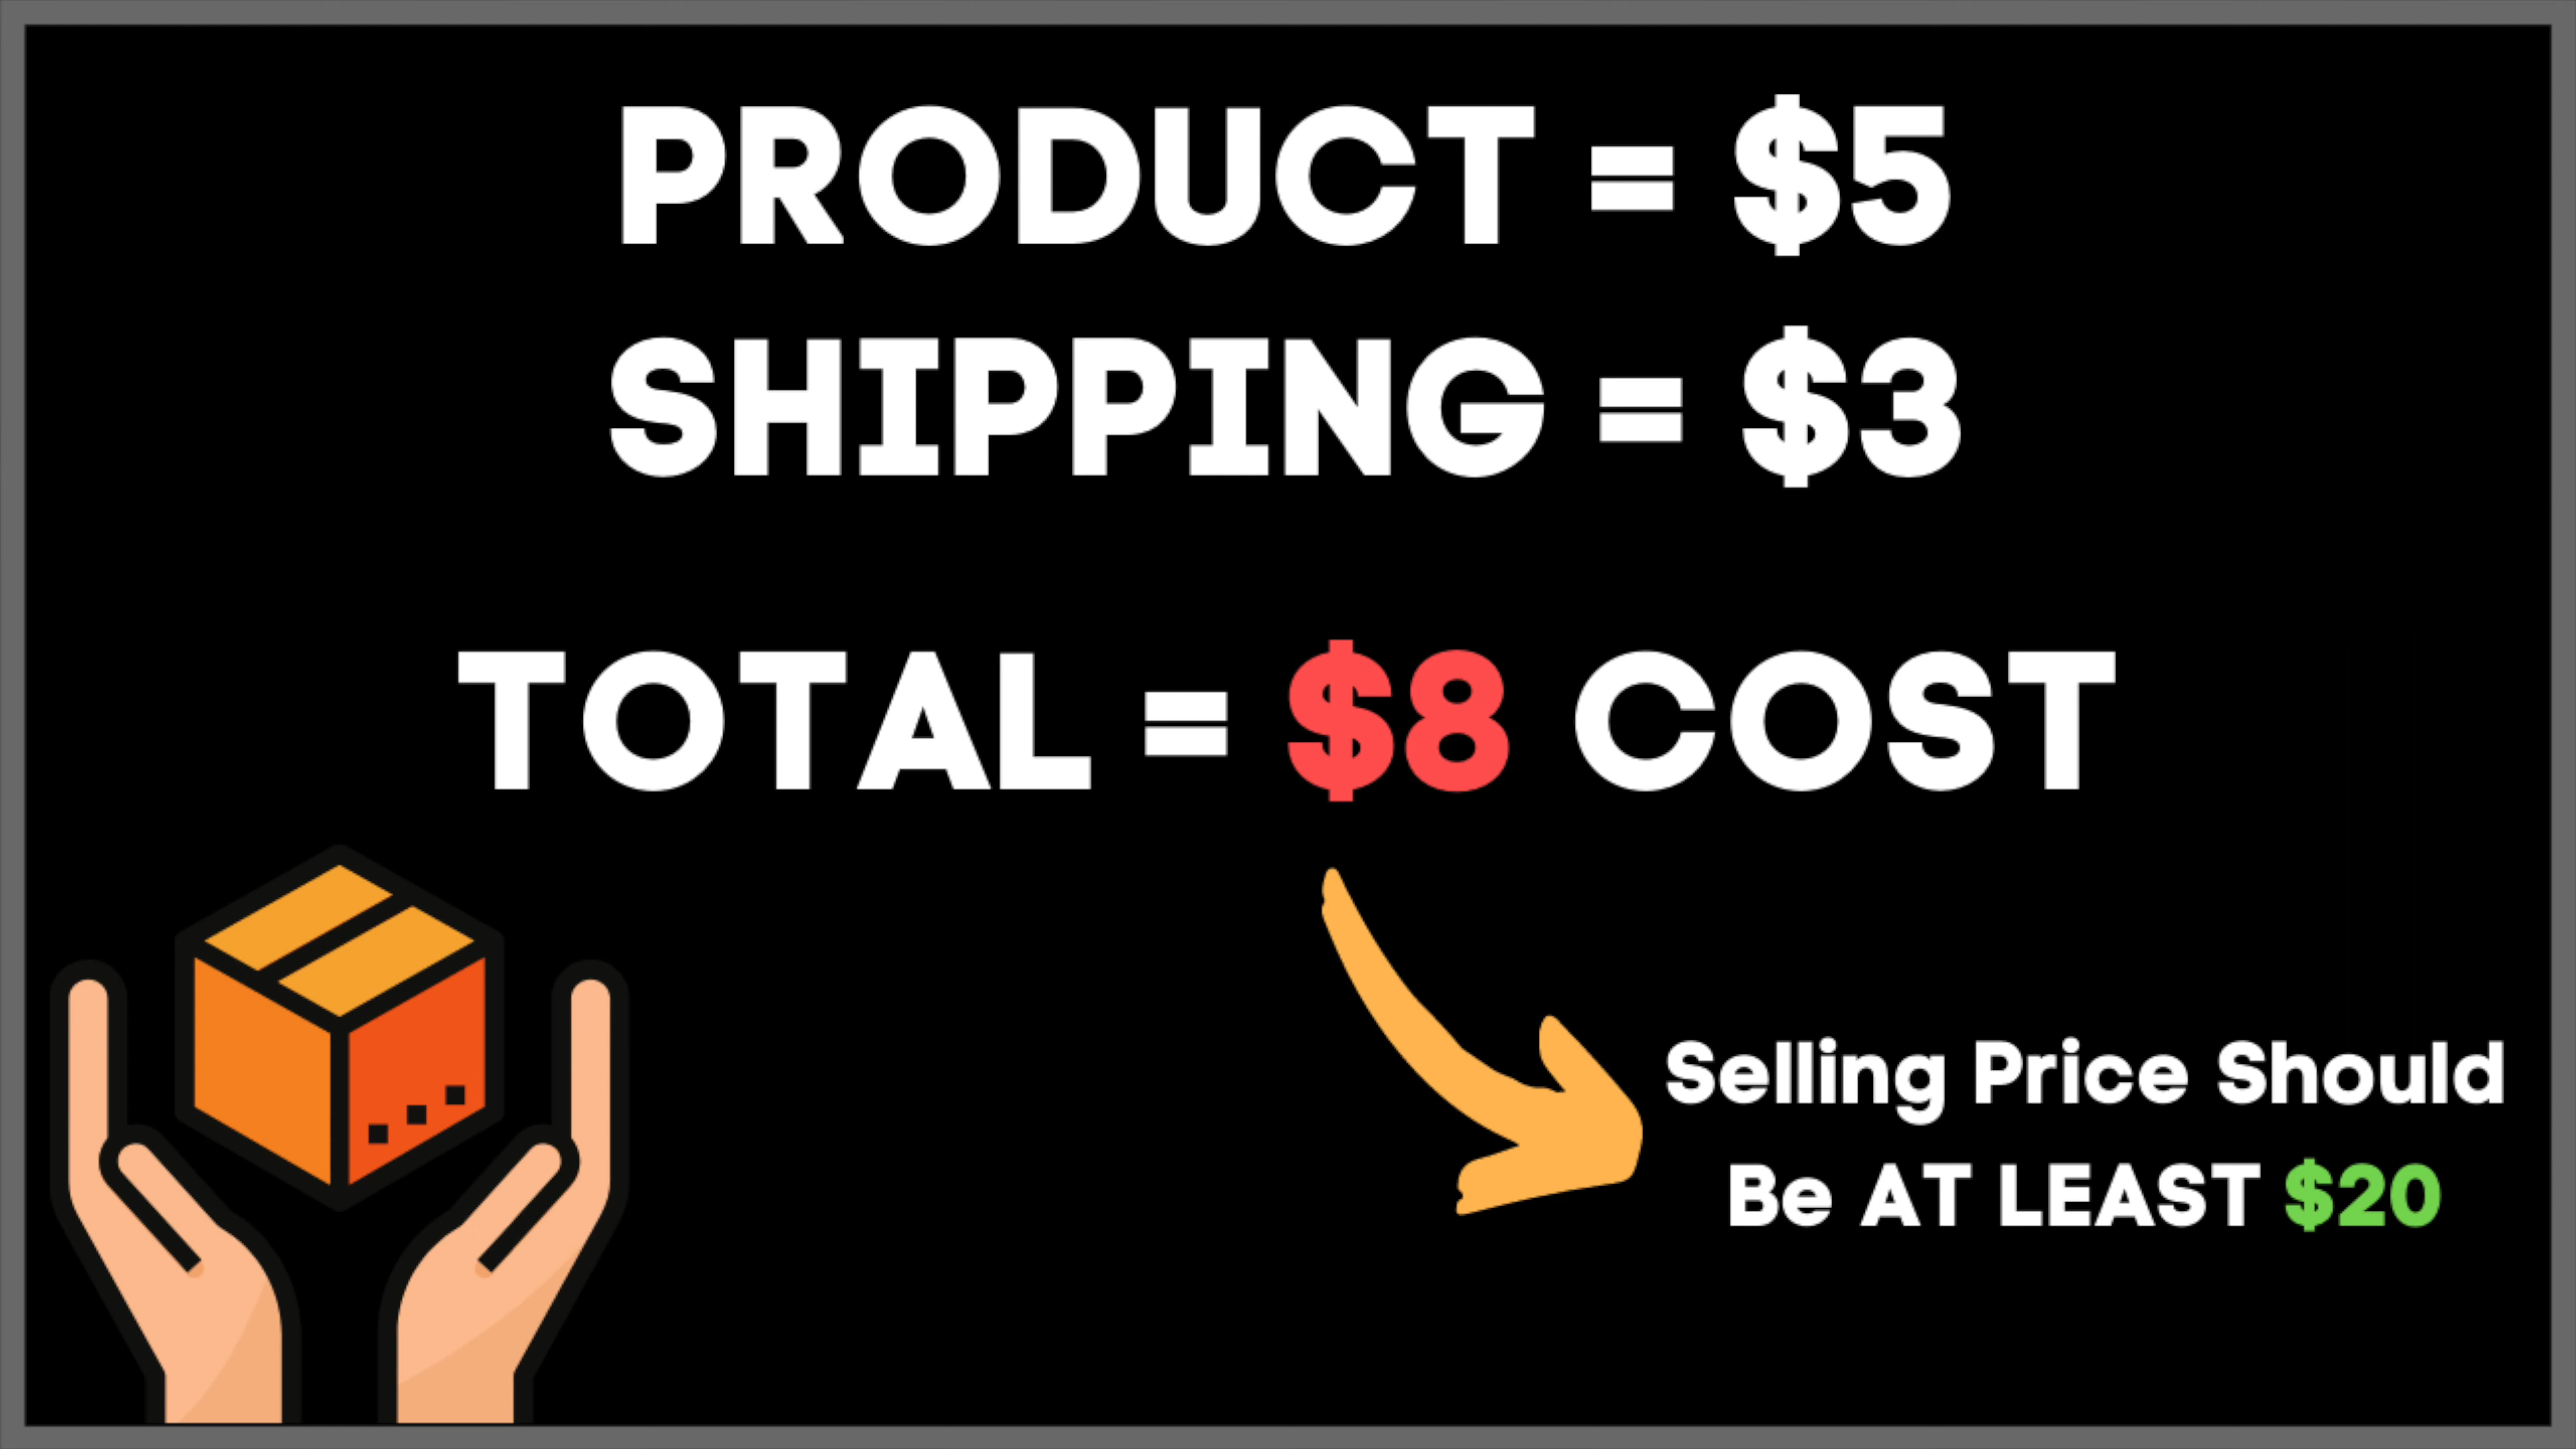 PRODUCT = $5
SHIPPING = $3
TOTAL = $8 COST
Selling Price Should
Be AT LEAST $20